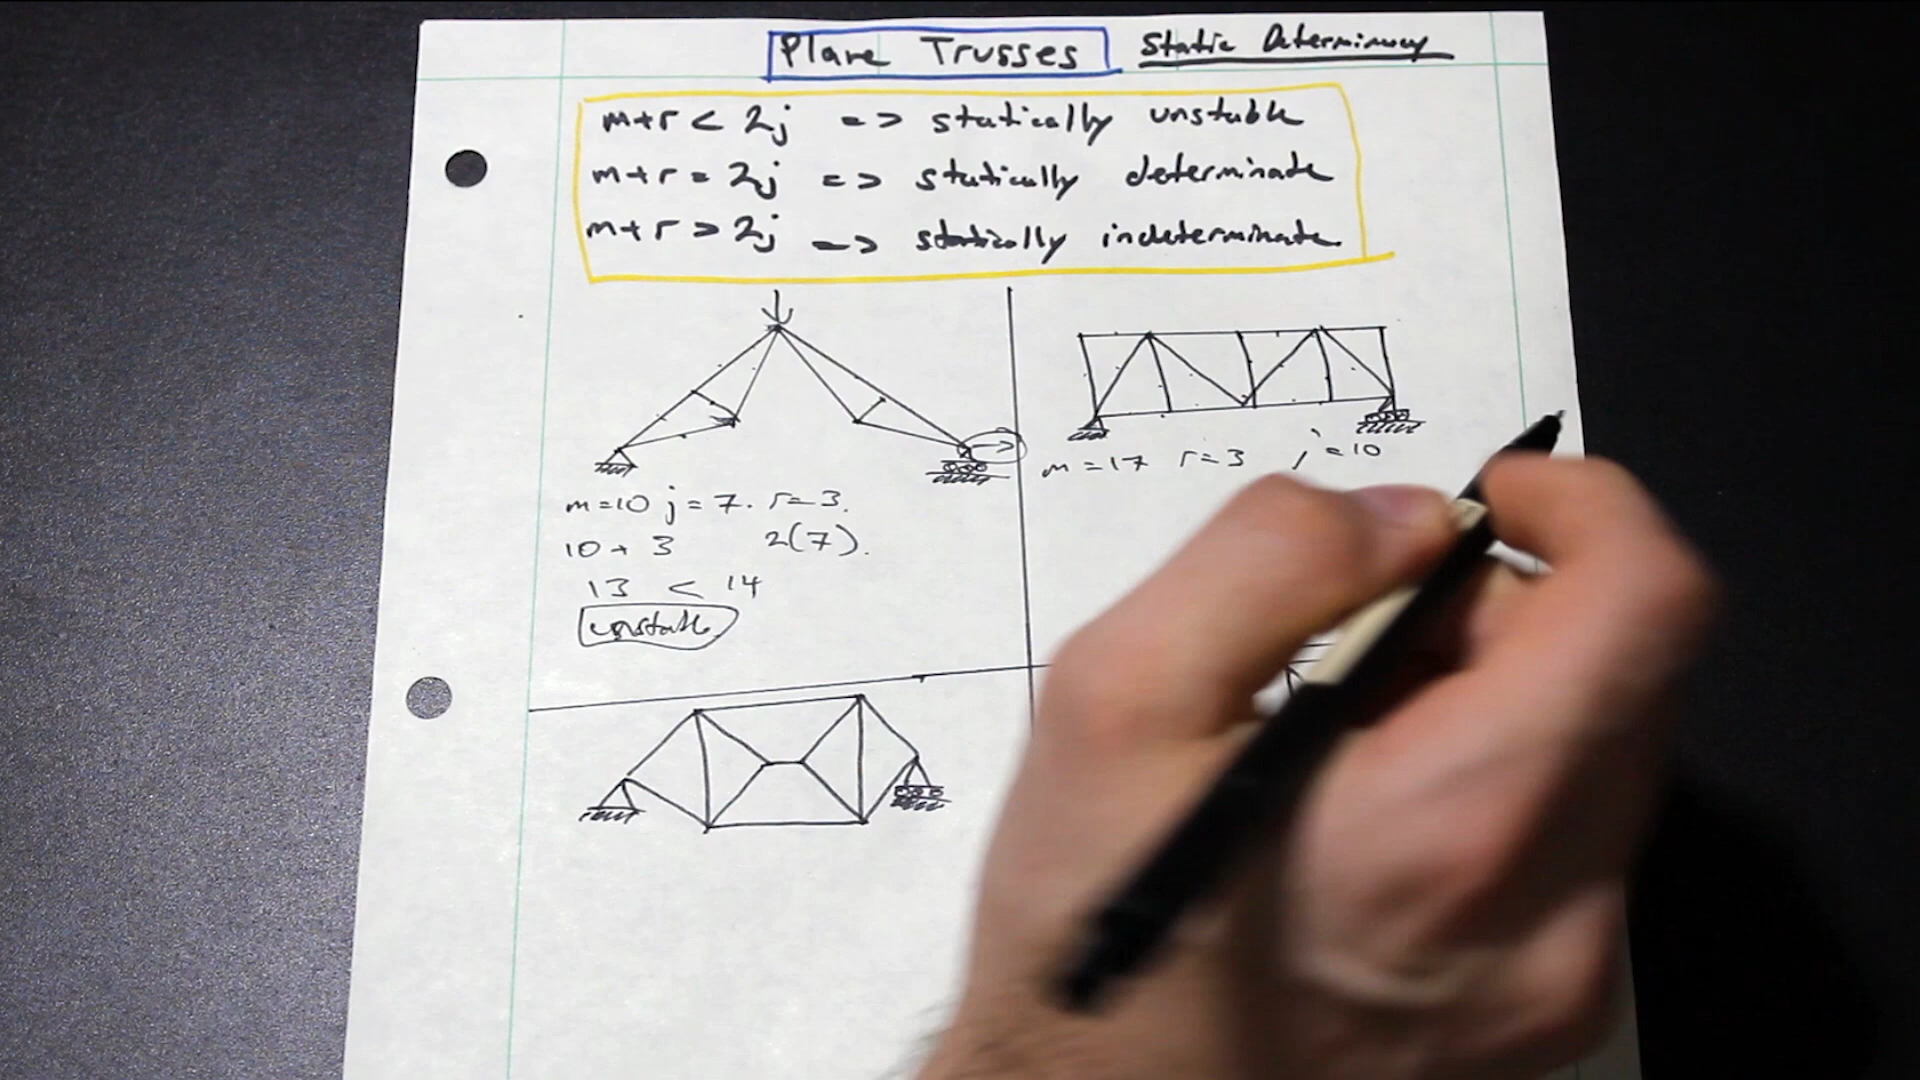 Plane Trusses Static Determinacy
m+r < 2j => statically unstable
m+r = 2j => statically determinate
m+r > 2j => statically indeterminate
m=10 j=7. r=3.
10 + 3 2(7).
13 < 14
unstable
m=17 r=3 j=10